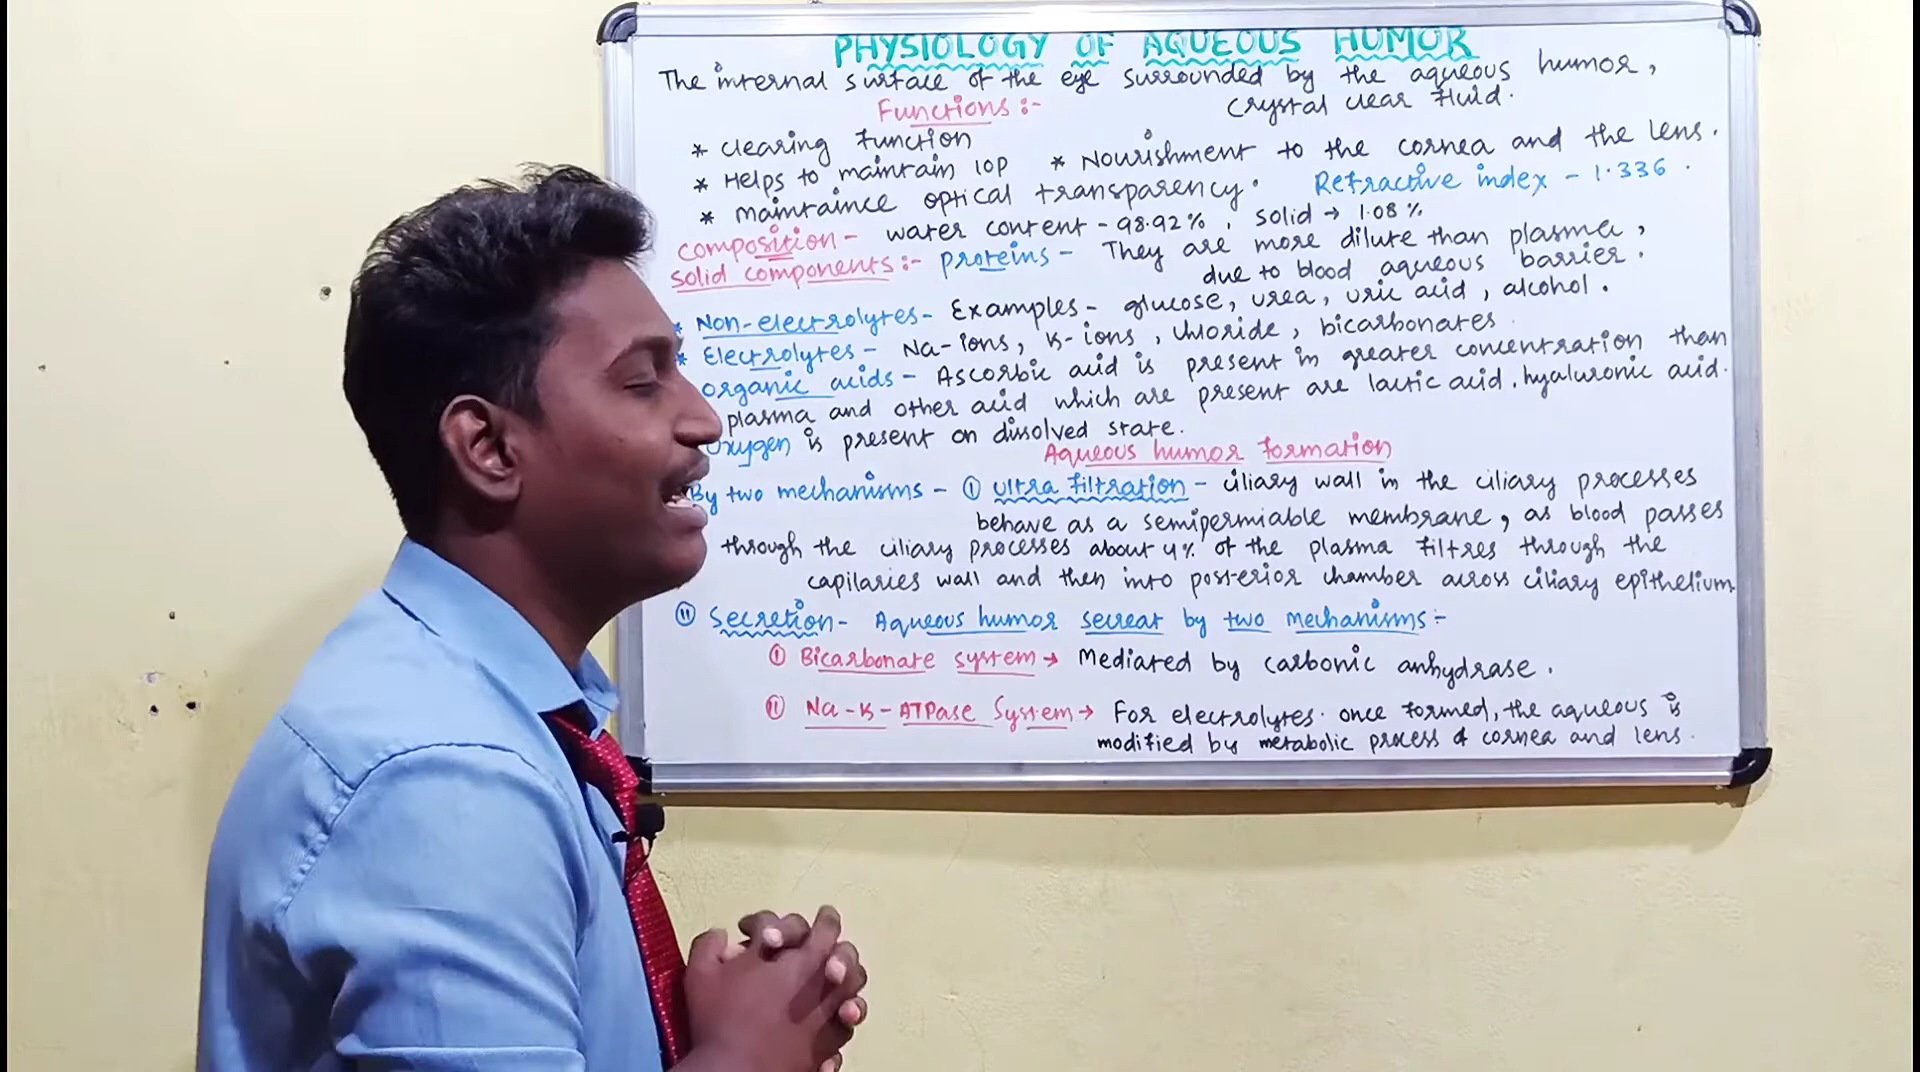 PHYSIOLOGY OF AQUEOUS HUMOR
The internal surface of the eye surrounded by the aqueous humor,
crystal clear fluid.
Functions:-
* clearing function
* Helps to maintain IOP * Nourishment to the cornea and the lens.
* maintaince optical transparency. Refractive index - 1.336.
composition - water content - 98.92%, solid → 1.08%
solid components:- proteins - They are more dilute than plasma,
due to blood aqueous barrier.
* Non-electrolytes - Examples - glucose, urea, uric acid, alcohol.
* Electrolytes - Na-ions, K-ions, chloride, bicarbonates
organic acids - Ascorbic acid is present in greater concentration than
plasma and other acid which are present are lactic acid. hyaluronic acid.
Oxygen is present on dissolved state.
Aqueous humor formation
By two mechanisms - ① Ultra filtration - ciliary wall in the ciliary processes
behave as a semipermiable membrane, as blood passes
through the ciliary processes about 4% of the plasma filtres through the
capilaries wall and then into posterior chamber across ciliary epithelium
⑪ Secretion - Aqueous humor secreat by two mechanisms:-
① Bicarbonate system → Mediated by carbonic anhydrase.
⑪ Na-K-ATPase System → For electrolytes. once formed, the aqueous is
modified by metabolic process of cornea and lens.